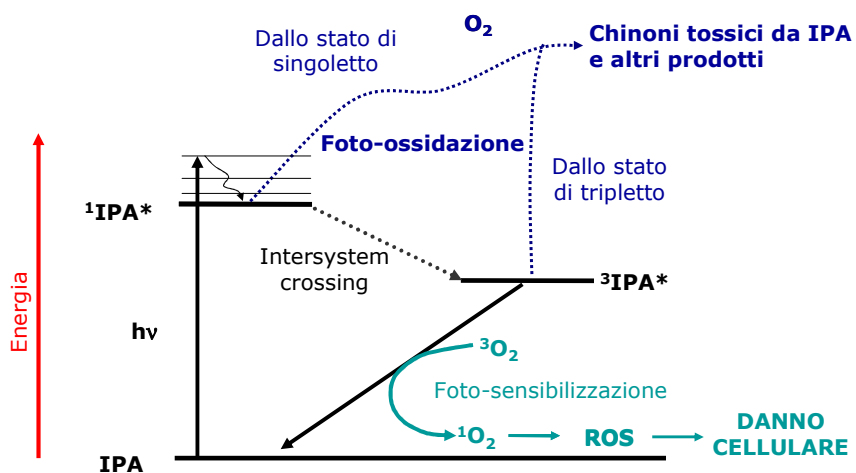 O₂
Chinoni tossici da IPA
e altri prodotti
Dallo stato di
singoletto
Foto-ossidazione
Dallo stato
di tripletto
Energia
¹IPA*
Intersystem
crossing
³IPA*
hν
³O₂
Foto-sensibilizzazione
¹O₂
ROS
DANNO
CELLULARE
IPA